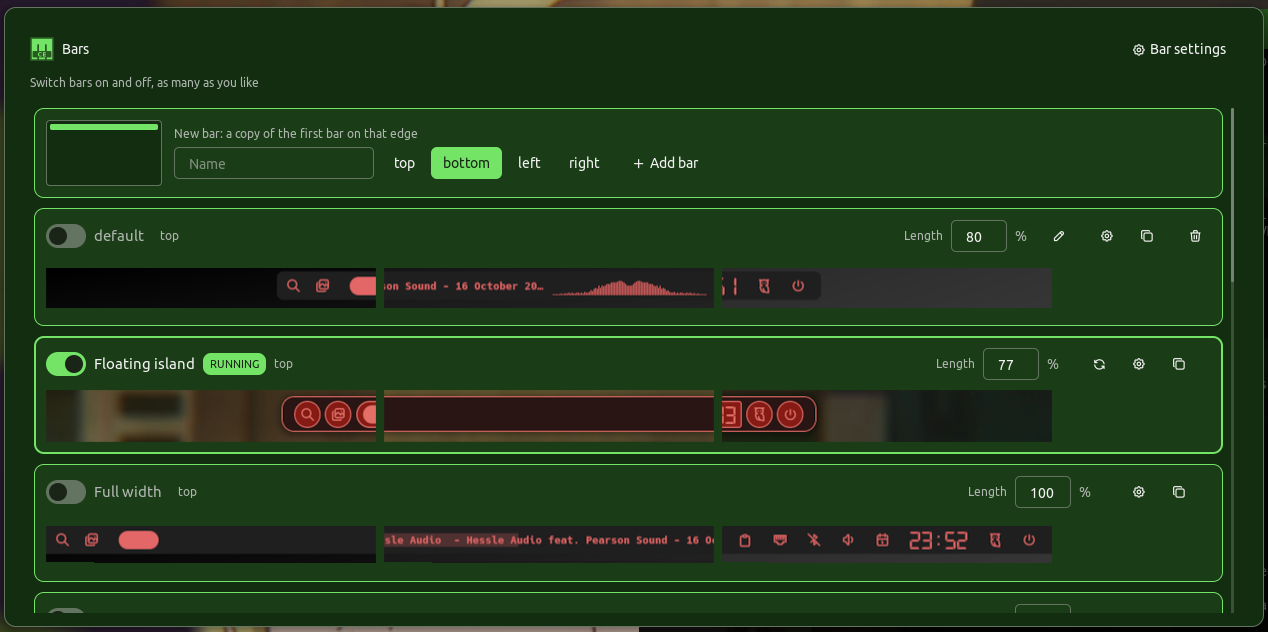 Bars
Bar settings
Switch bars on and off, as many as you like
New bar: a copy of the first bar on that edge
Name
top
bottom
left
right
+ Add bar
default
top
Length
80
%
son Sound - 16 October 20…
Floating island
RUNNING
top
Length
77
%
Full width
top
Length
100
%
sle Audio - Hessle Audio feat. Pearson Sound - 16 O
23:52